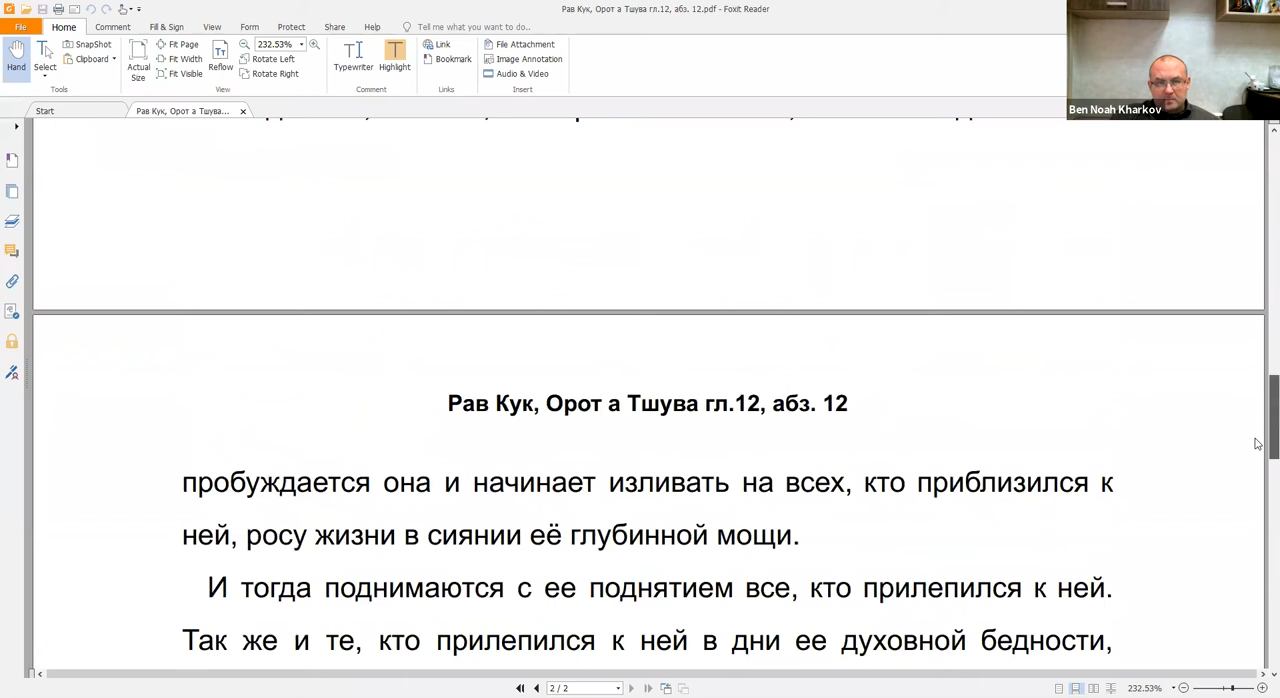 Рав Кук, Орот а Тшува гл.12, абз. 12.pdf - Foxit Reader
File Home Comment Fill & Sign View Form Protect Share Help Tell me what you want to do...
Hand
Select
SnapShot
Clipboard
Tools
Actual Size
Fit Page
Fit Width
Fit Visible
Reflow
232.53%
Rotate Left
Rotate Right
View
Typewriter
Highlight
Comment
Link
Bookmark
Links
File Attachment
Image Annotation
Audio & Video
Insert
Ben Noah Kharkov
Start
Рав Кук, Орот а Тшува...
Рав Кук, Орот а Тшува гл.12, абз. 12
пробуждается она и начинает изливать на всех, кто приблизился к
ней, росу жизни в сиянии её глубинной мощи.
И тогда поднимаются с ее поднятием все, кто прилепился к ней.
Так же и те, кто прилепился к ней в дни ее духовной бедности,
2 / 2
232.53%